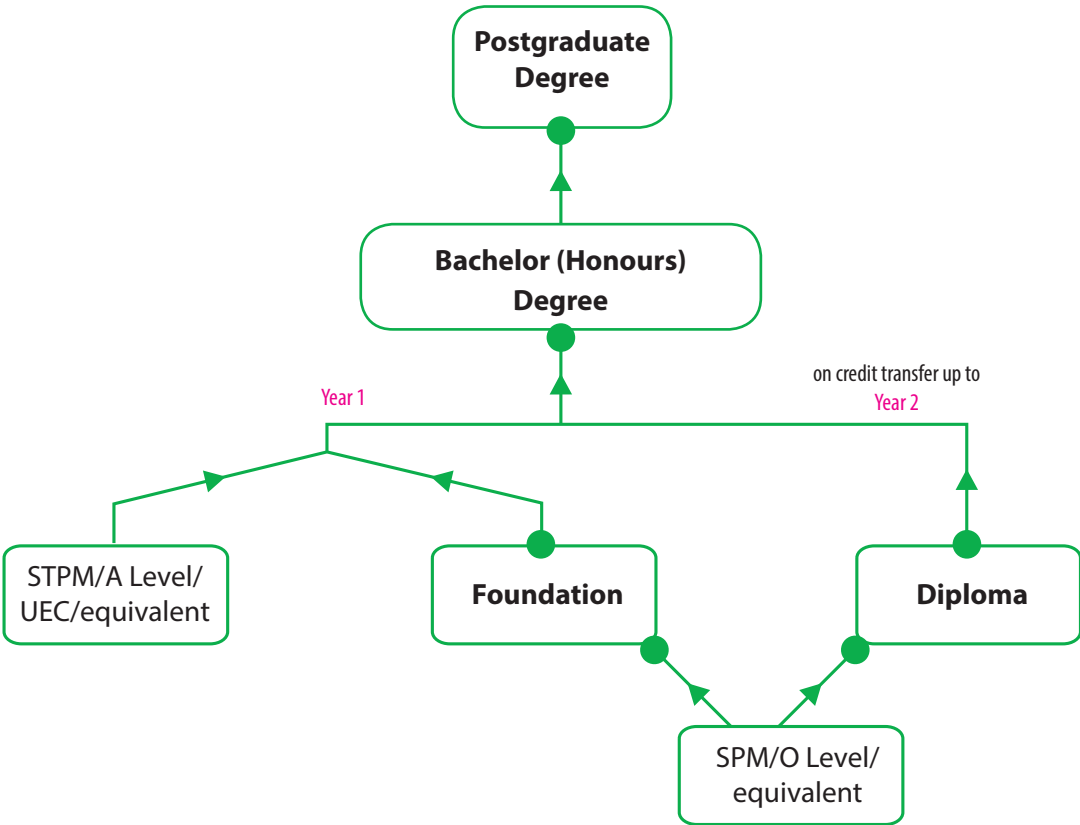 Postgraduate
Degree
Bachelor (Honours)
Degree
Year 1
on credit transfer up to
Year 2
STPM/A Level/
UEC/equivalent
Foundation
Diploma
SPM/O Level/
equivalent